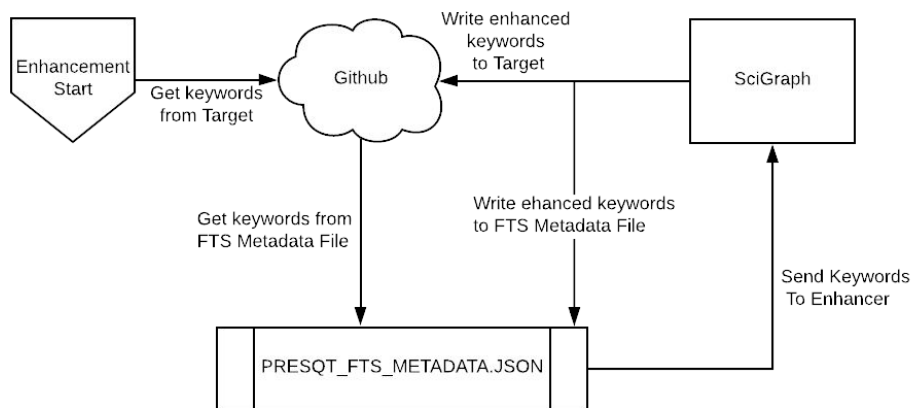 Enhancement
Start
Get keywords
from Target
Github
Write enhanced
keywords
to Target
SciGraph
Get keywords from
FTS Metadata File
Write ehanced keywords
to FTS Metadata File
Send Keywords
To Enhancer
PRESQT_FTS_METADATA.JSON